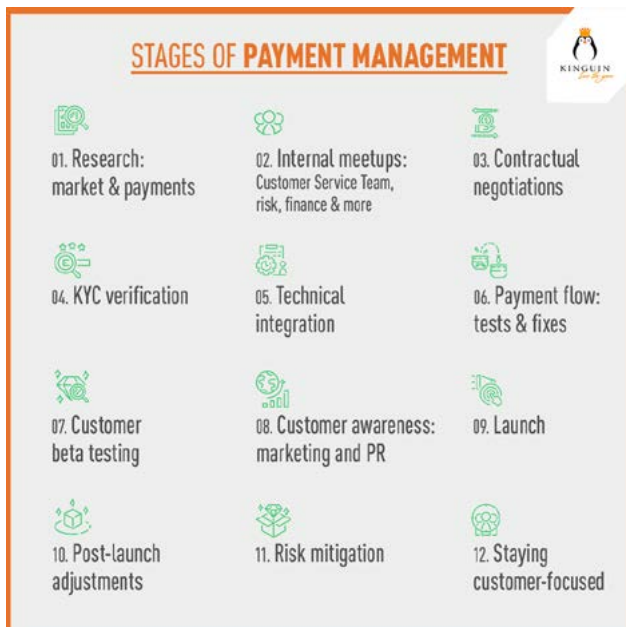 STAGES OF PAYMENT MANAGEMENT
KINGUIN
01. Research:
market & payments
02. Internal meetups:
Customer Service Team,
risk, finance & more
03. Contractual
negotiations
04. KYC verification
05. Technical
integration
06. Payment flow:
tests & fixes
07. Customer
beta testing
08. Customer awareness:
marketing and PR
09. Launch
10. Post-launch
adjustments
11. Risk mitigation
12. Staying
customer-focused